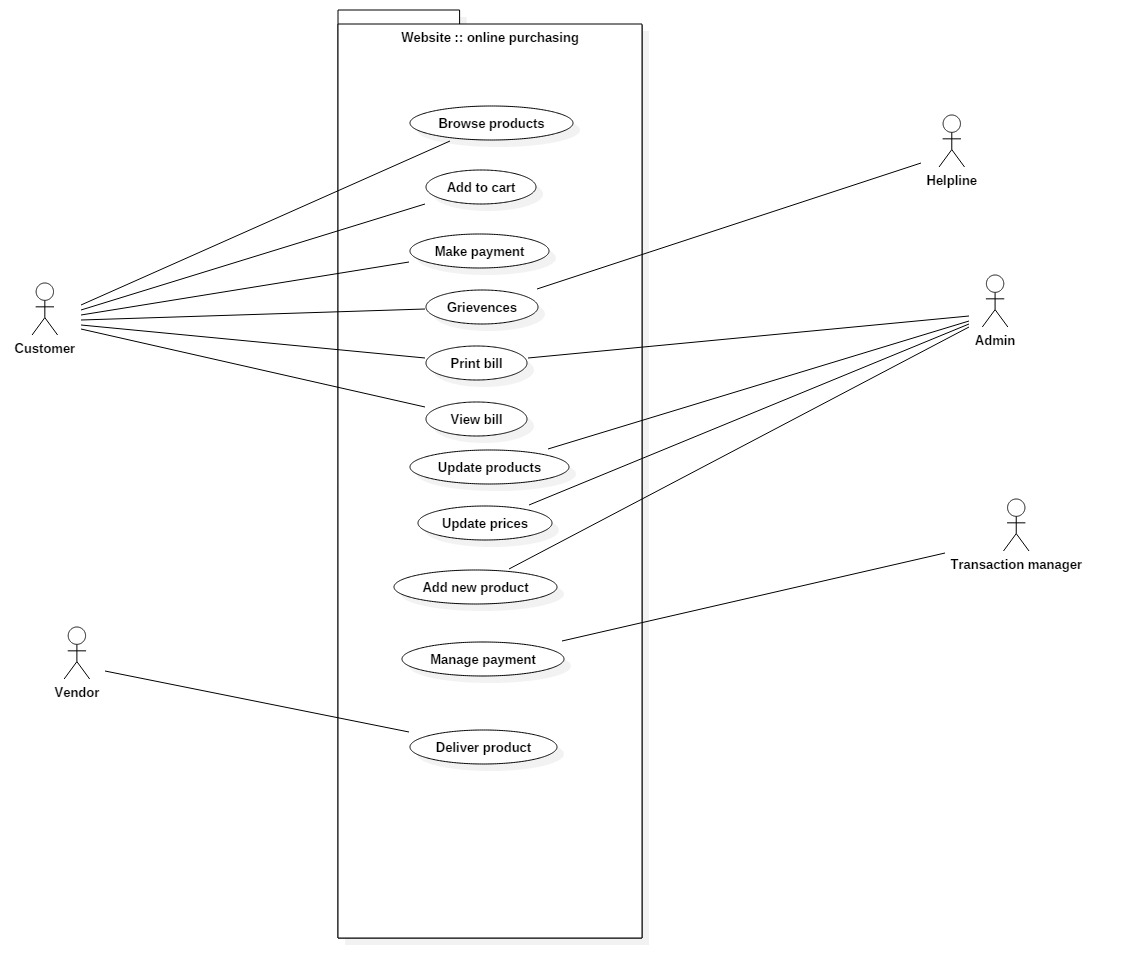 Website :: online purchasing
Browse products
Add to cart
Make payment
Grievences
Print bill
View bill
Update products
Update prices
Add new product
Manage payment
Deliver product
Customer
Vendor
Helpline
Admin
Transaction manager